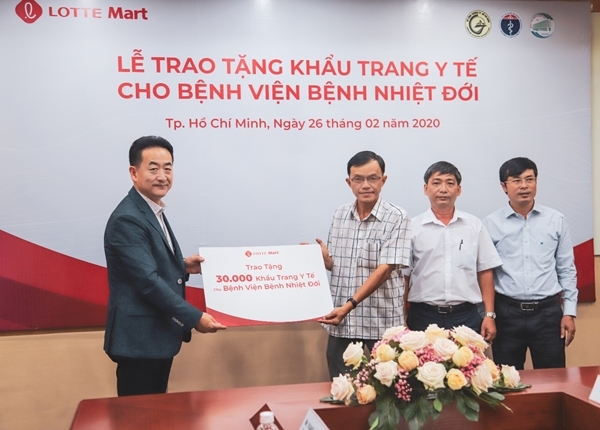 LOTTE Mart
LỄ TRAO TẶNG KHẨU TRANG Y TẾ
CHO BỆNH VIỆN BỆNH NHIỆT ĐỚI
Tp. Hồ Chí Minh, Ngày 26 tháng 02 năm 2020
LOTTE Mart
Trao Tặng
30.000 Khẩu Trang Y Tế
Cho Bệnh Viện Bệnh Nhiệt Đới